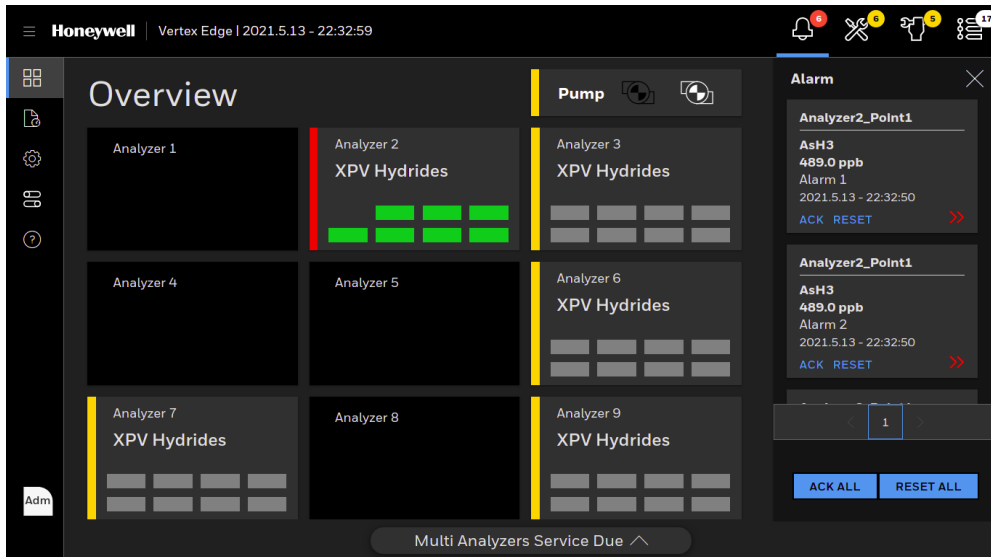 Honeywell
Vertex Edge | 2021.5.13 - 22:32:59
6
6
5
17
Overview
Pump
Analyzer 1
Analyzer 2
XPV Hydrides
Analyzer 3
XPV Hydrides
Analyzer 4
Analyzer 5
Analyzer 6
XPV Hydrides
Analyzer 7
XPV Hydrides
Analyzer 8
Analyzer 9
XPV Hydrides
Adm
Multi Analyzers Service Due
Alarm
Analyzer2_Point1
AsH3
489.0 ppb
Alarm 1
2021.5.13 - 22:32:50
ACK RESET
Analyzer2_Point1
AsH3
489.0 ppb
Alarm 2
2021.5.13 - 22:32:50
ACK RESET
1
ACK ALL
RESET ALL